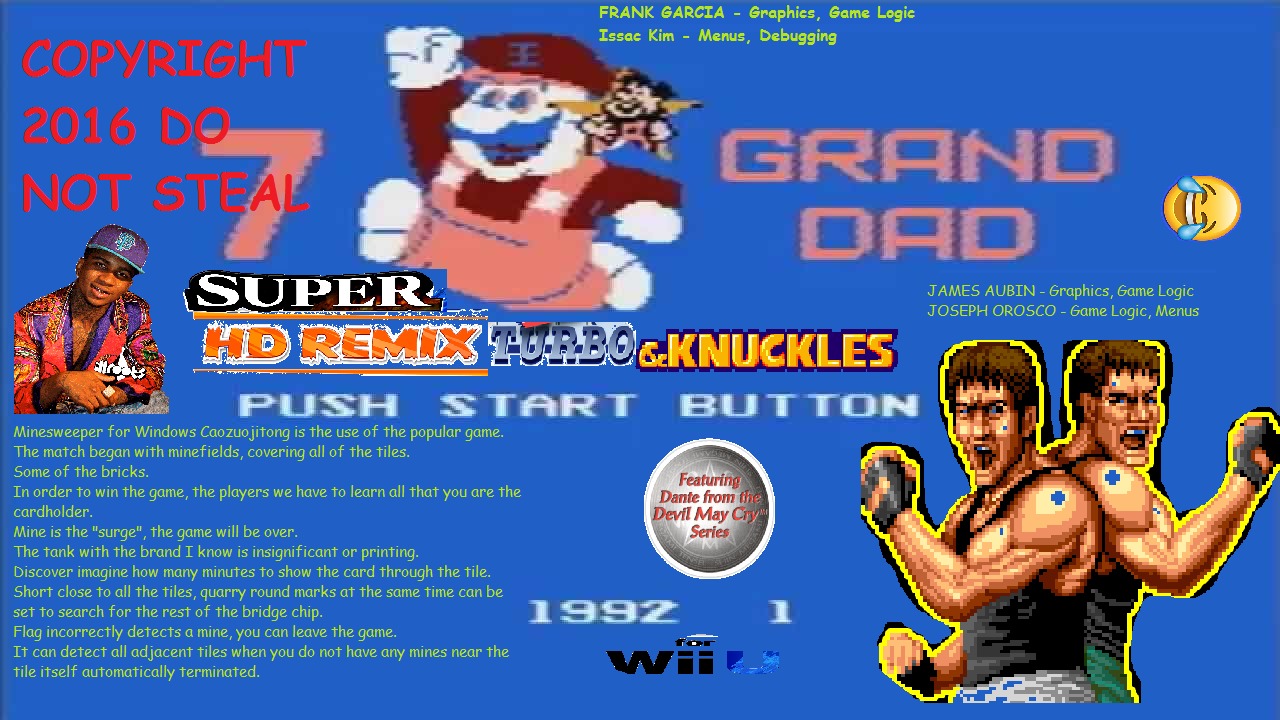 FRANK GARCIA - Graphics, Game Logic
Issac Kim - Menus, Debugging
COPYRIGHT
2016 DO
NOT STEAL
7
GRAND
DAD
JAMES AUBIN - Graphics, Game Logic
JOSEPH OROSCO - Game Logic, Menus
SUPER
HD REMIX TURBO &KNUCKLES
PUSH START BUTTON
Minesweeper for Windows Caozuojitong is the use of the popular game.
The match began with minefields, covering all of the tiles.
Some of the bricks.
In order to win the game, the players we have to learn all that you are the
cardholder.
Mine is the "surge", the game will be over.
The tank with the brand I know is insignificant or printing.
Discover imagine how many minutes to show the card through the tile.
Short close to all the tiles, quarry round marks at the same time can be
set to search for the rest of the bridge chip.
Flag incorrectly detects a mine, you can leave the game.
It can detect all adjacent tiles when you do not have any mines near the
tile itself automatically terminated.
Featuring
Dante from the
Devil May Cry™
Series
1992 1
for
Wii U